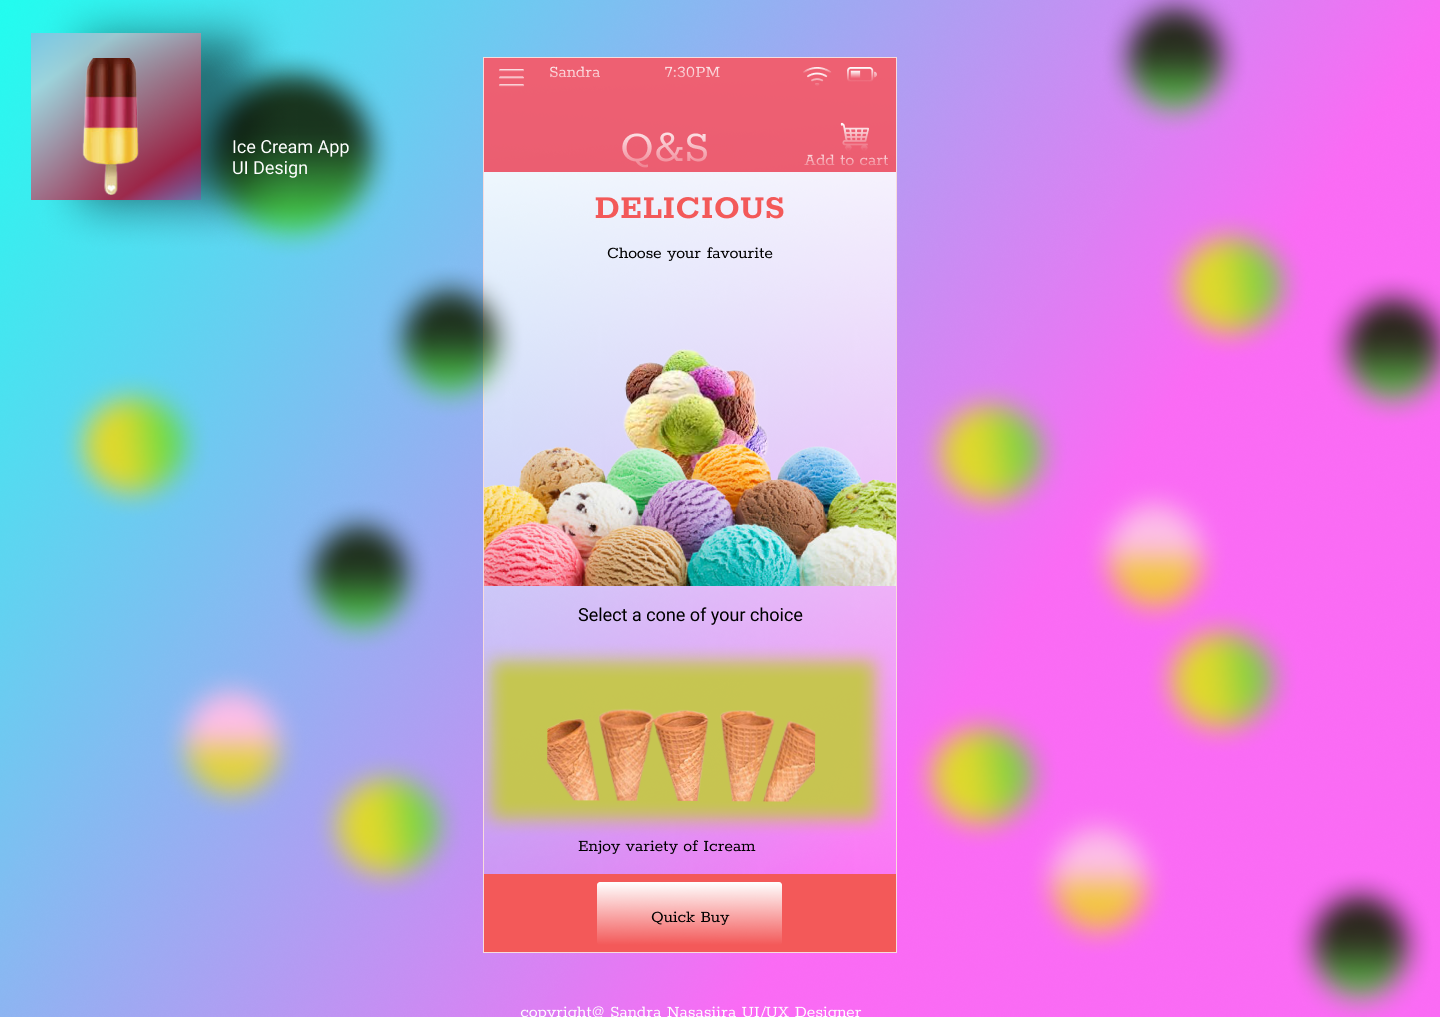 Sandra 7:30PM
Ice Cream App
UI Design
Q&S
Add to cart
DELICIOUS
Choose your favourite
Select a cone of your choice
Enjoy variety of Icream
Quick Buy
copyright@ Sandra Nasasiira UI/UX Designer